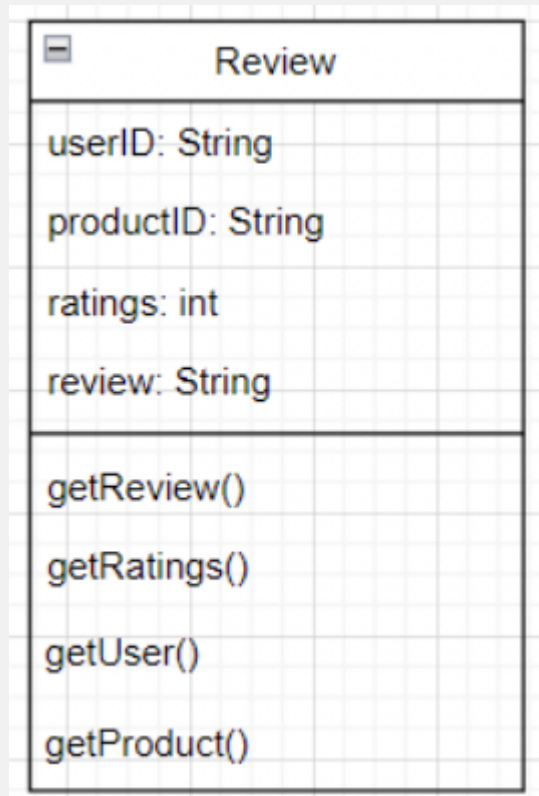 Review
userID: String
productID: String
ratings: int
review: String
getReview()
getRatings()
getUser()
getProduct()